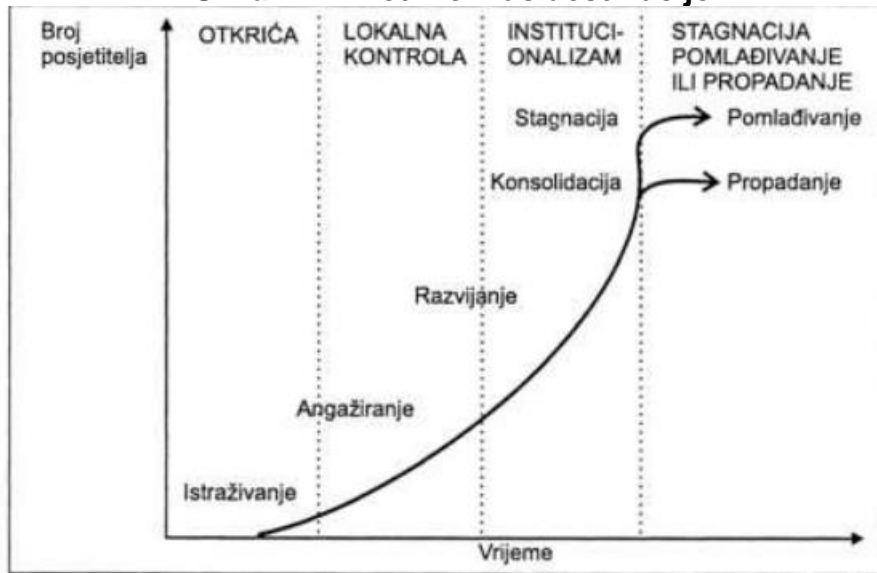 Broj
posjetitelja
OTKRIĆA
LOKALNA
KONTROLA
INSTITUCI-
ONALIZAM
STAGNACIJA
POMLAĐIVANJE
ILI PROPADANJE
Stagnacija
Pomlađivanje
Konsolidacija
Propadanje
Razvijanje
Angažiranje
Istraživanje
Vrijeme